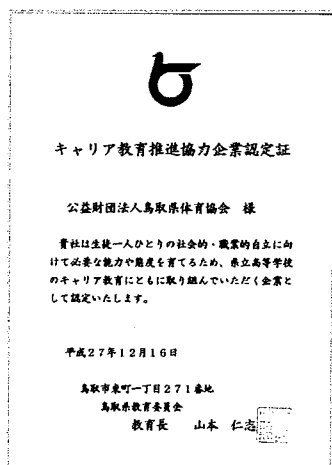 キャリア教育推進協力企業認定証
公益財団法人鳥取県体育協会 様
貴社は生徒一人ひとりの社会的・職業的自立に向
けて必要な能力や態度を育てるため、県立高等学校
のキャリア教育にともに取り組んでいただく企業と
して認定いたします。
平成27年12月16日
鳥取市東町一丁目271番地
鳥取県教育委員会
教育長 山本 仁志